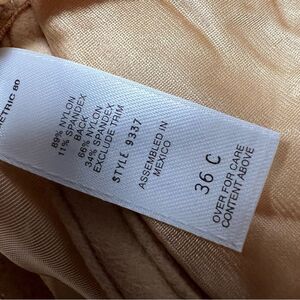 METRIC 80
89% NYLON
11% SPANDEX
BACK
66% NYLON
34% SPANDEX
EXCLUDE TRIM
STYLE 9337
ASSEMBLED IN
MEXICO
36 C
OVER FOR CARE
CONTENT ABOVE